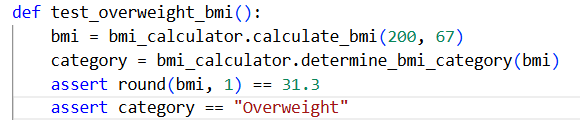 def test_overweight_bmi():
    bmi = bmi_calculator.calculate_bmi(200, 67)
    category = bmi_calculator.determine_bmi_category(bmi)
    assert round(bmi, 1) == 31.3
    assert category == "Overweight"